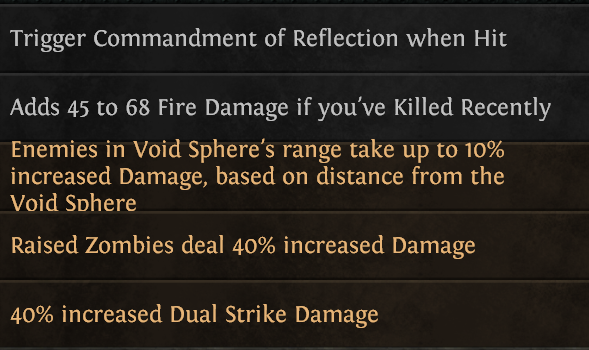 Trigger Commandment of Reflection when Hit
Adds 45 to 68 Fire Damage if you've Killed Recently
Enemies in Void Sphere's range take up to 10%
increased Damage, based on distance from the
Void Sphere
Raised Zombies deal 40% increased Damage
40% increased Dual Strike Damage